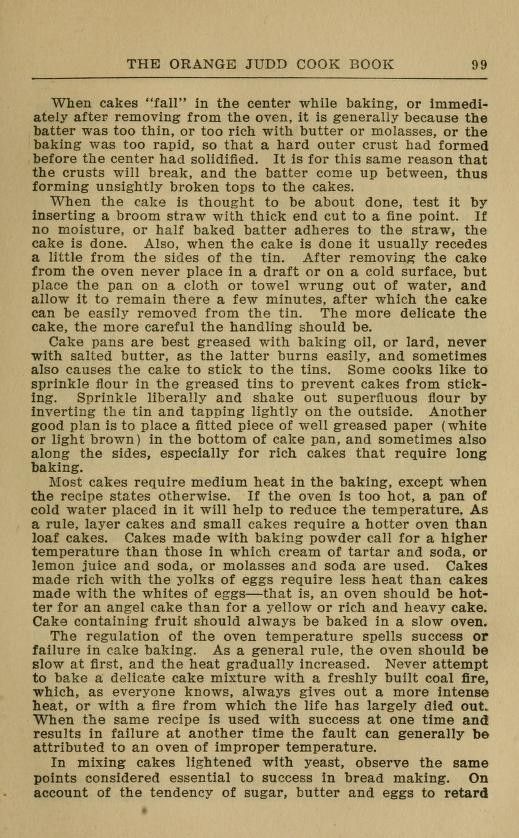 THE ORANGE JUDD COOK BOOK 99
When cakes "fall" in the center while baking, or immedi-
ately after removing from the oven, it is generally because the
batter was too thin, or too rich with butter or molasses, or the
baking was too rapid, so that a hard outer crust had formed
before the center had solidified. It is for this same reason that
the crusts will break, and the batter come up between, thus
forming unsightly broken tops to the cakes.
When the cake is thought to be about done, test it by
inserting a broom straw with thick end cut to a fine point. If
no moisture, or half baked batter adheres to the straw, the
cake is done. Also, when the cake is done it usually recedes
a little from the sides of the tin. After removing the cake
from the oven never place in a draft or on a cold surface, but
place the pan on a cloth or towel wrung out of water, and
allow it to remain there a few minutes, after which the cake
can be easily removed from the tin. The more delicate the
cake, the more careful the handling should be.
Cake pans are best greased with baking oil, or lard, never
with salted butter, as the latter burns easily, and sometimes
also causes the cake to stick to the tins. Some cooks like to
sprinkle flour in the greased tins to prevent cakes from stick-
ing. Sprinkle liberally and shake out superfluous flour by
inverting the tin and tapping lightly on the outside. Another
good plan is to place a fitted piece of well greased paper (white
or light brown) in the bottom of cake pan, and sometimes also
along the sides, especially for rich cakes that require long
baking.
Most cakes require medium heat in the baking, except when
the recipe states otherwise. If the oven is too hot, a pan of
cold water placed in it will help to reduce the temperature. As
a rule, layer cakes and small cakes require a hotter oven than
loaf cakes. Cakes made with baking powder call for a higher
temperature than those in which cream of tartar and soda, or
lemon juice and soda, or molasses and soda are used. Cakes
made rich with the yolks of eggs require less heat than cakes
made with the whites of eggs—that is, an oven should be hot-
ter for an angel cake than for a yellow or rich and heavy cake.
Cake containing fruit should always be baked in a slow oven.
The regulation of the oven temperature spells success or
failure in cake baking. As a general rule, the oven should be
slow at first, and the heat gradually increased. Never attempt
to bake a delicate cake mixture with a freshly built coal fire,
which, as everyone knows, always gives out a more intense
heat, or with a fire from which the life has largely died out.
When the same recipe is used with success at one time and
results in failure at another time the fault can generally be
attributed to an oven of improper temperature.
In mixing cakes lightened with yeast, observe the same
points considered essential to success in bread making. On
account of the tendency of sugar, butter and eggs to retard